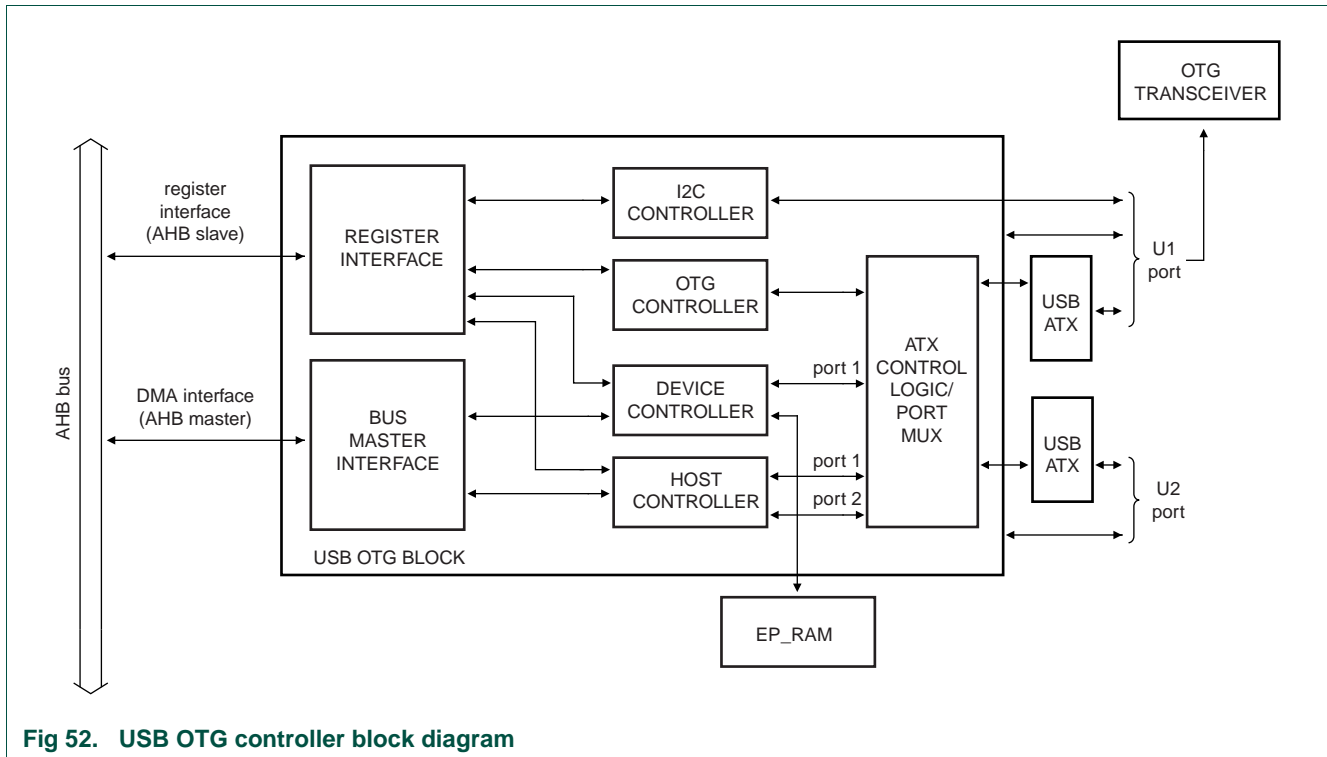 OTG
TRANSCEIVER
AHB bus
register
interface
(AHB slave)
DMA interface
(AHB master)
REGISTER
INTERFACE
BUS
MASTER
INTERFACE
USB OTG BLOCK
I2C
CONTROLLER
OTG
CONTROLLER
DEVICE
CONTROLLER
HOST
CONTROLLER
port 1
port 1
port 2
ATX
CONTROL
LOGIC/
PORT
MUX
USB
ATX
USB
ATX
U1
port
U2
port
EP_RAM
Fig 52. USB OTG controller block diagram